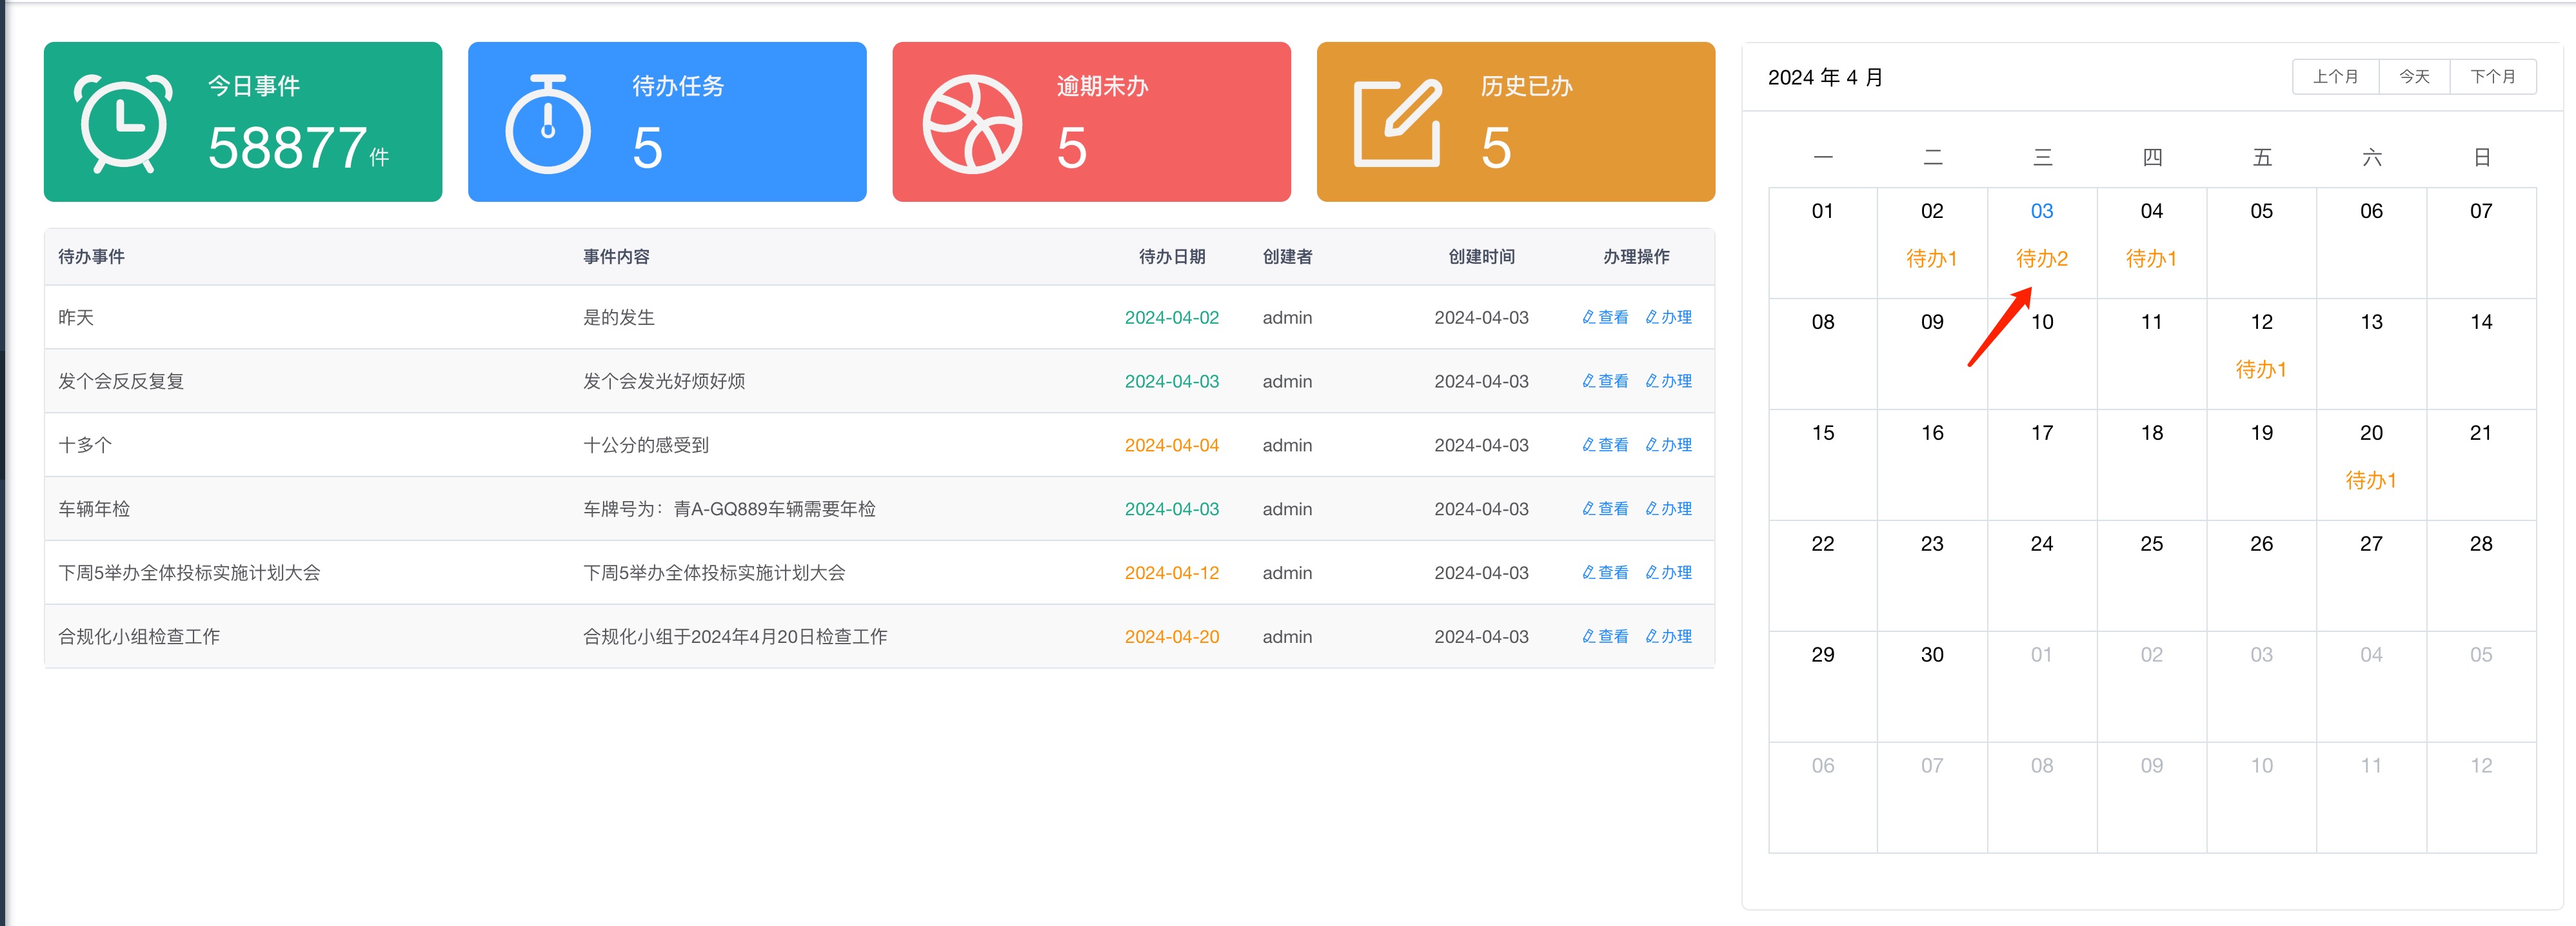 今日事件
58877件
待办任务
5
逾期未办
5
历史已办
5
待办事件 事件内容 待办日期 创建者 创建时间 办理操作
昨天 是的发生 2024-04-02 admin 2024-04-03 查看 办理
发个会反反复复 发个会发光好烦好烦 2024-04-03 admin 2024-04-03 查看 办理
十多个 十公分的感受到 2024-04-04 admin 2024-04-03 查看 办理
车辆年检 车牌号为：青A-GQ889车辆需要年检 2024-04-03 admin 2024-04-03 查看 办理
下周5举办全体投标实施计划大会 下周5举办全体投标实施计划大会 2024-04-12 admin 2024-04-03 查看 办理
合规化小组检查工作 合规化小组于2024年4月20日检查工作 2024-04-20 admin 2024-04-03 查看 办理
2024 年 4 月 上个月 今天 下个月
一 二 三 四 五 六 日
01 02 03 04 05 06 07
待办1 待办2 待办1
08 09 10 11 12 13 14
待办1
15 16 17 18 19 20 21
待办1
22 23 24 25 26 27 28
29 30 01 02 03 04 05
06 07 08 09 10 11 12